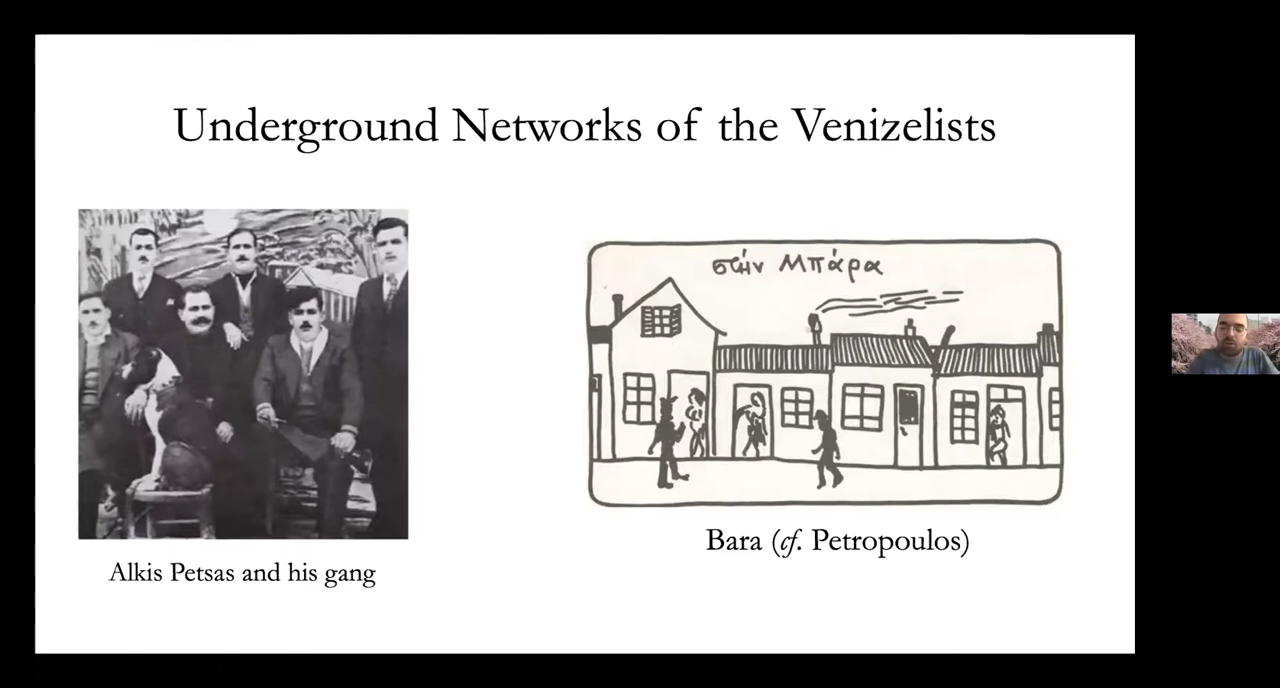 Underground Networks of the Venizelists
στήν Μπάρα
Alkis Petsas and his gang
Bara (cf. Petropoulos)